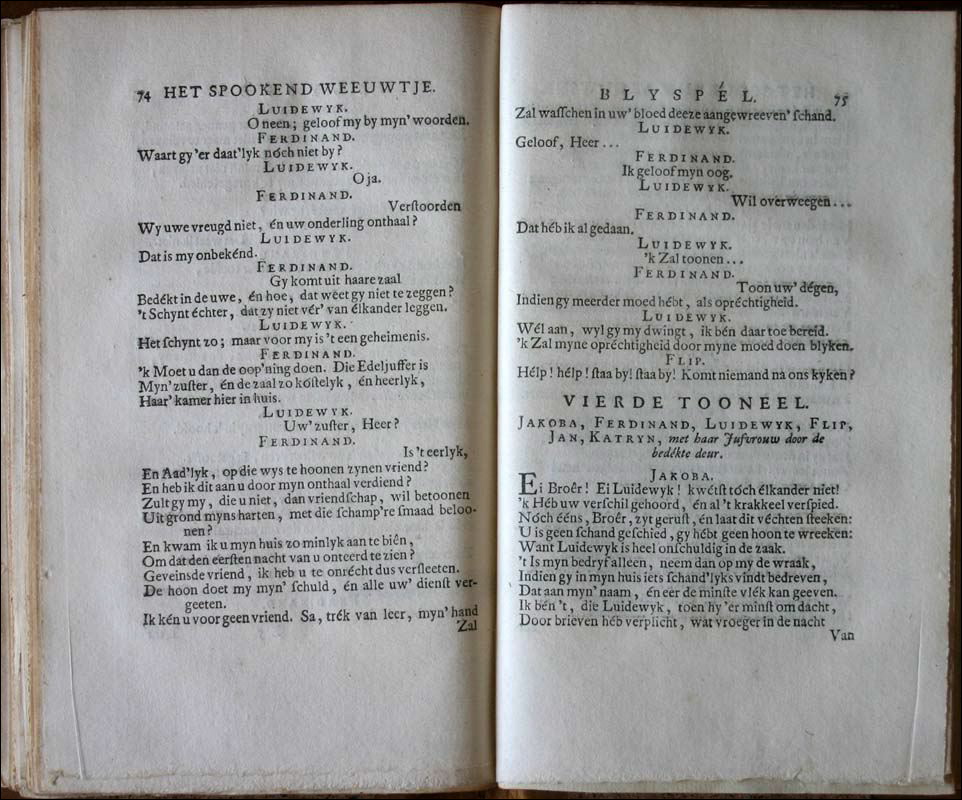 74 HET SPOOKEND WEEUWTJE.
LUIDEWYK.
O neen; geloof my by myn' woorden.
FERDINAND.
Waart gy 'er daat'lyk nóch niet by?
LUIDEWYK.
O ja.
FERDINAND.
Verſtoorden
Wy uwe vreugd niet, én uw onderling onthaal?
LUIDEWYK.
Dat is my onbekénd.
FERDINAND.
Gy komt uit haare zaal
Bedékt in de uwe, én hoe, dat weet gy niet te zeggen?
't Schynt échter, dat zy niet vér' van élkander leggen.
LUIDEWYK.
Het ſchynt zo; maar voor my is 't een geheimenis.
FERDINAND.
'k Moet u dan de oop'ning doen. Die Edeljuffer is
Myn' zuſter, én de zaal zo kóſtelyk, én heerlyk,
Haar' kamer hier in huis.
LUIDEWYK.
Uw' zuſter, Heer?
FERDINAND.
Is 't eerlyk,
En Aad'lyk, op die wys te hoonen zynen vriend?
En heb ik dit aan u door myn onthaal verdiend?
Zult gy my, die u niet, dan vriendſchap, wil betoonen
Uit grond myns harten, met die ſchamp're ſmaad beloo-
nen?
En kwam ik u myn huis zo minlyk aan te biên,
Om dat den eerſten nacht van u onteerd te zien?
Geveinsde vriend, ik heb u te onrécht dus verſleeten.
De hoon doet my myn' ſchuld, én alle uw' dienſt ver-
geeten.
Ik kén u voor geen vriend. Sa, trék van leer, myn' hand
Zal
BLYSPÉL. 75
Zal waſſchen in uw' bloed deeze aangewreeven' ſchand.
LUIDEWYK.
Geloof, Heer...
FERDINAND.
Ik geloof myn oog.
LUIDEWYK.
Wil overweegen...
FERDINAND.
Dat héb ik al gedaan.
LUIDEWYK.
'k Zal toonen...
FERDINAND.
Toon uw' dégen,
Indien gy meerder moed hébt, als opréchtigheid.
LUIDEWYK.
Wél aan, wyl gy my dwingt, ik bén daar toe bereid.
'k Zal myne opréchtigheid door myne moed doen blyken.
FLIP.
Hélp! hélp! ſtaa by! ſtaa by! Komt niemand na ons kyken?
VIERDE TOONEEL.
JAKOBA, FERDINAND, LUIDEWYK, FLIP,
JAN, KATRYN, met haar Jufvrouw door de
bedékte deur.
JAKOBA.
Ei Broêr! Ei Luidewyk! kwétſt tóch élkander niet!
'k Héb uw verſchil gehoord, én al 't krakkeel verſpied.
Nóch ééns, Broêr, zyt geruſt, én laat dit véchten ſteeken:
U is geen ſchand geſchied, gy hébt geen hoon te wreeken:
Want Luidewyk is heel onſchuldig in de zaak.
't Is myn bedryf alleen, neem dan op my de wraak,
Indien gy in myn huis iets ſchand'lyks vindt bedreven,
Dat aan myn' naam, én eer de minſte vlék kan geeven.
Ik bén 't, die Luidewyk, toen hy 'er minſt om dacht,
Door brieven héb verplicht, wat vroeger in de nacht
Van